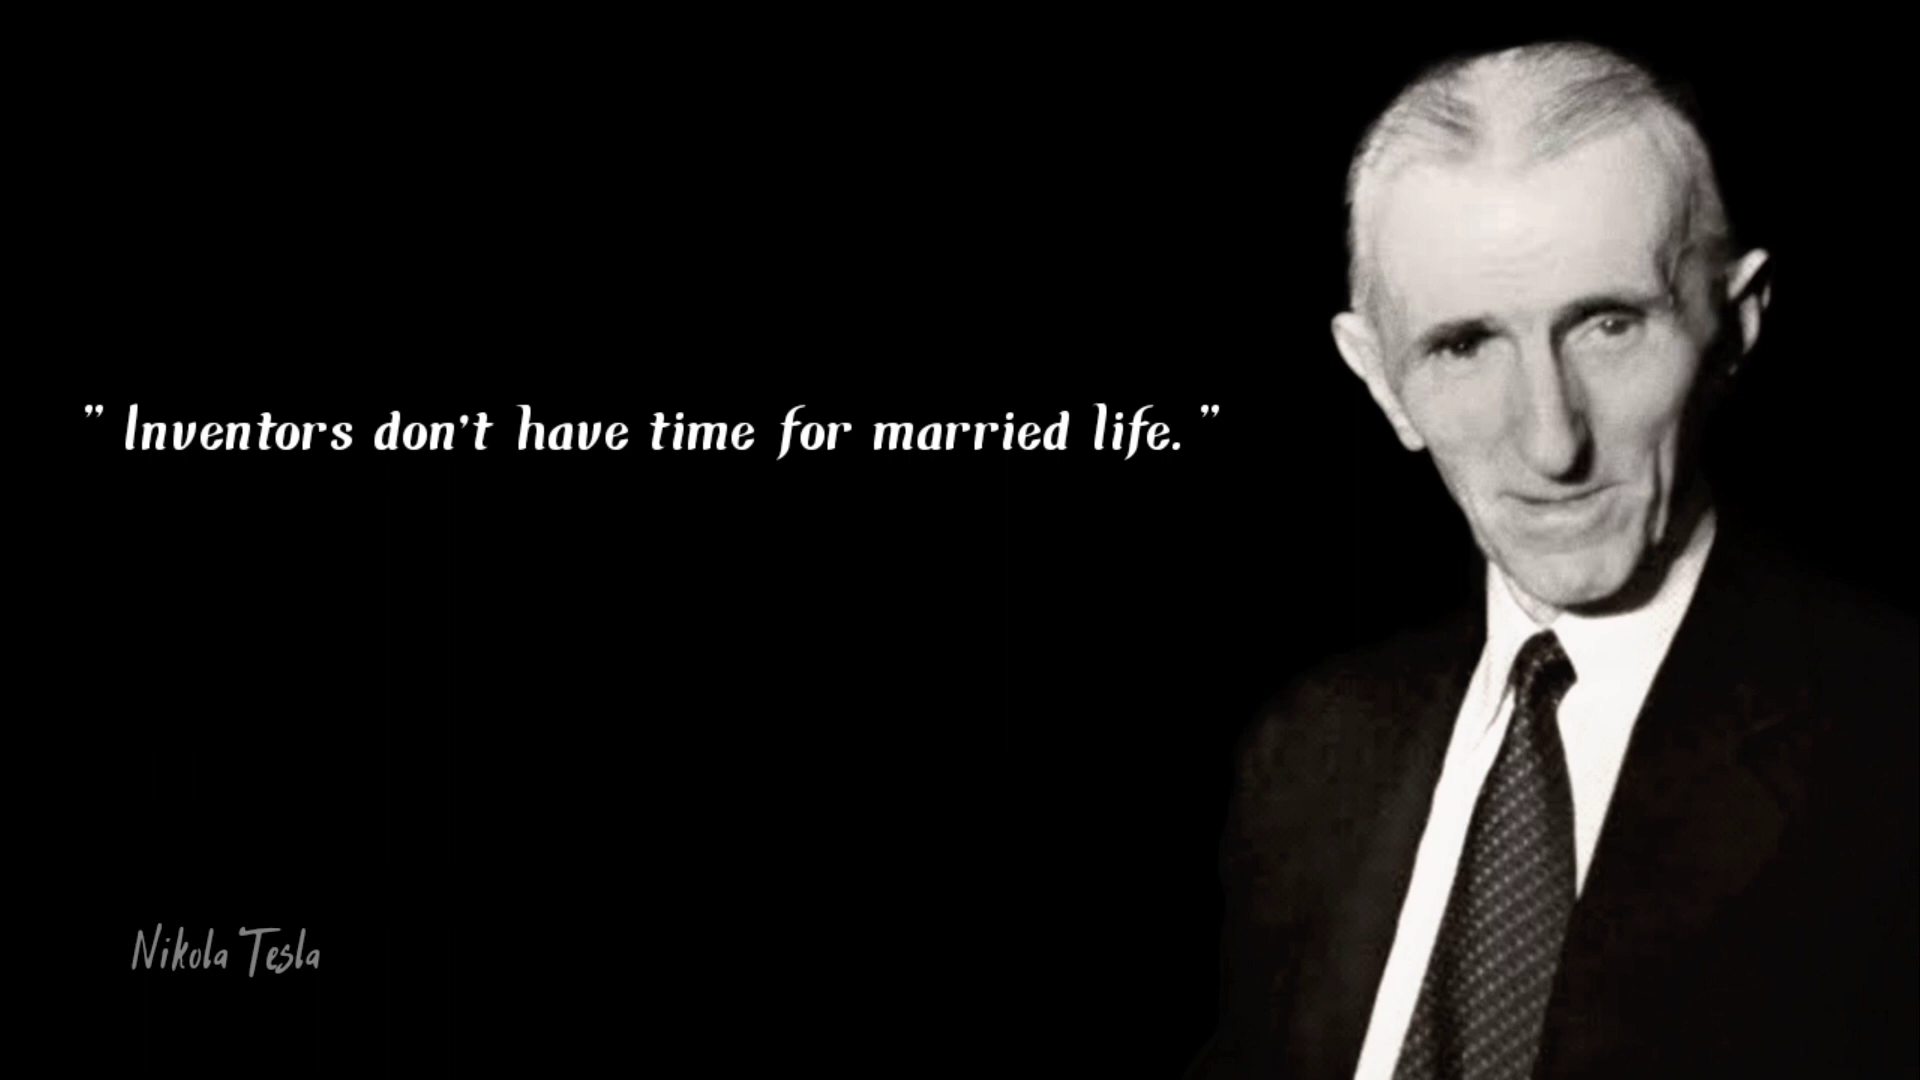 ” Inventors don't have time for married life. ”
Nikola Tesla